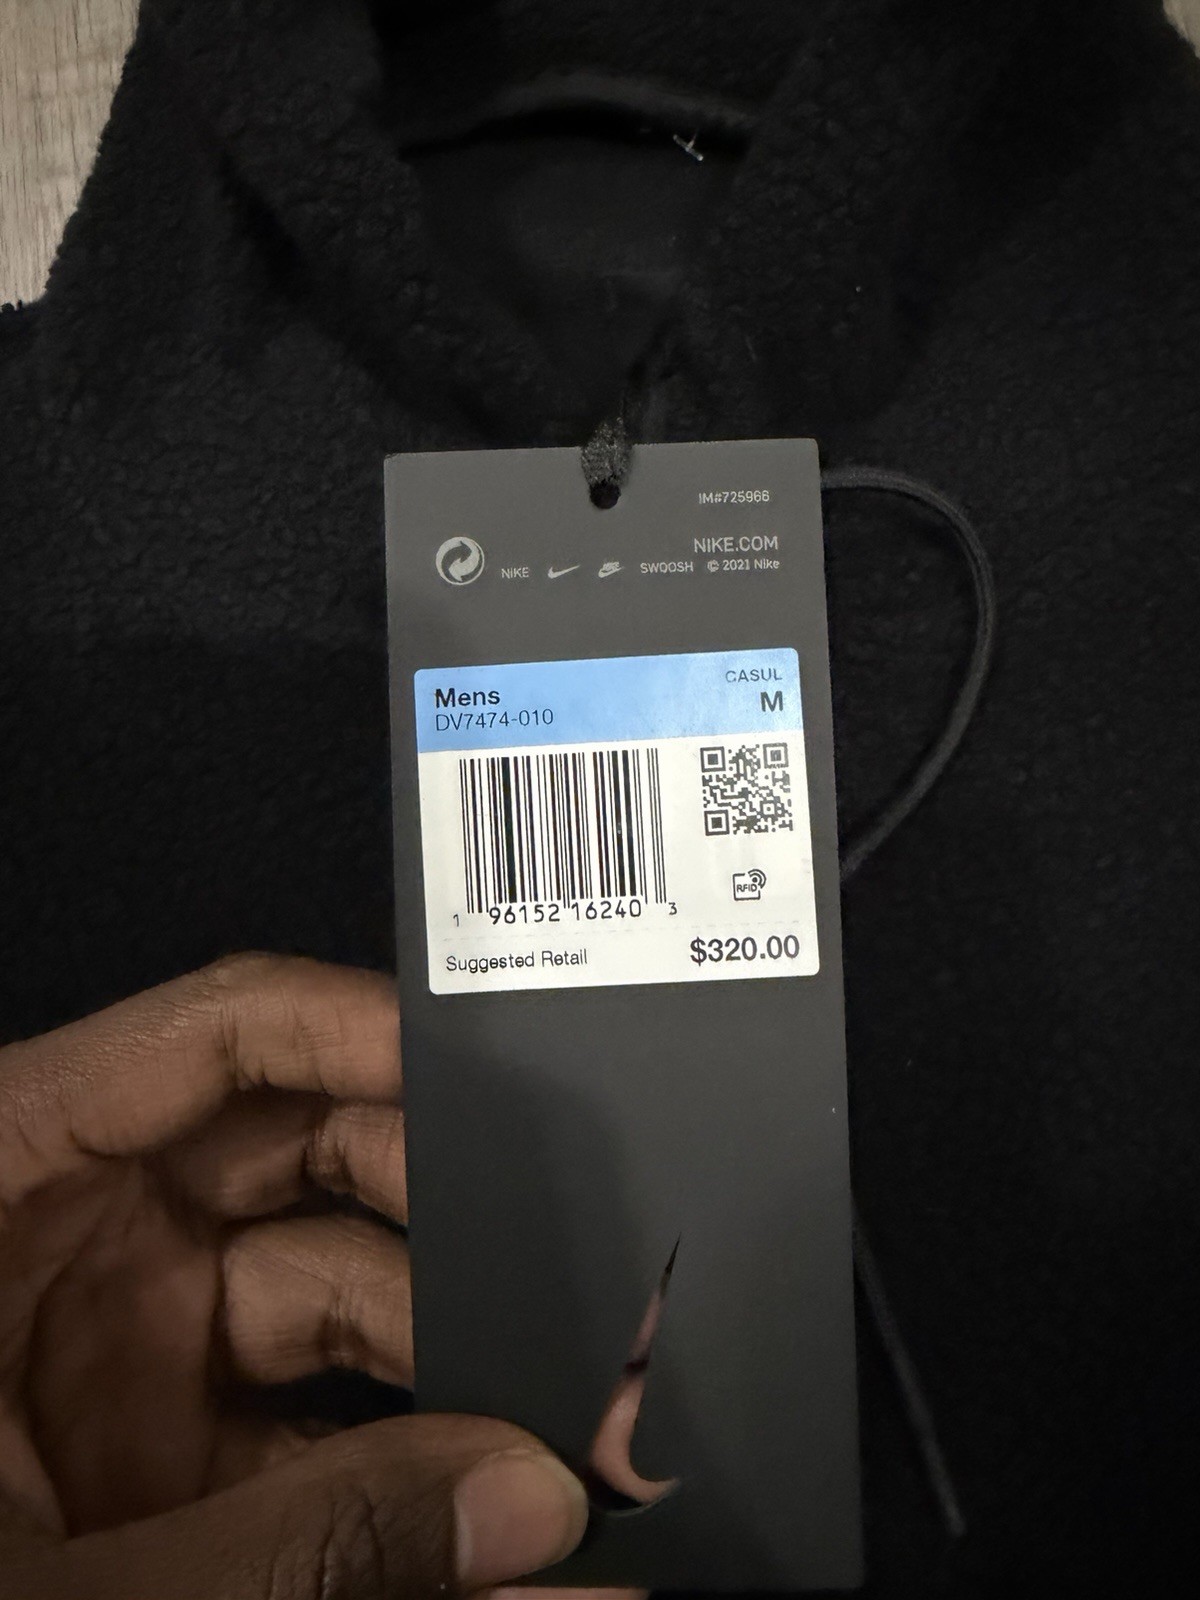 IM#725966
NIKE.COM
NIKE SWOOSH © 2021 Nike
Mens CASUL
DV7474-010 M
RFID
1 96152 16240 3
Suggested Retail $320.00